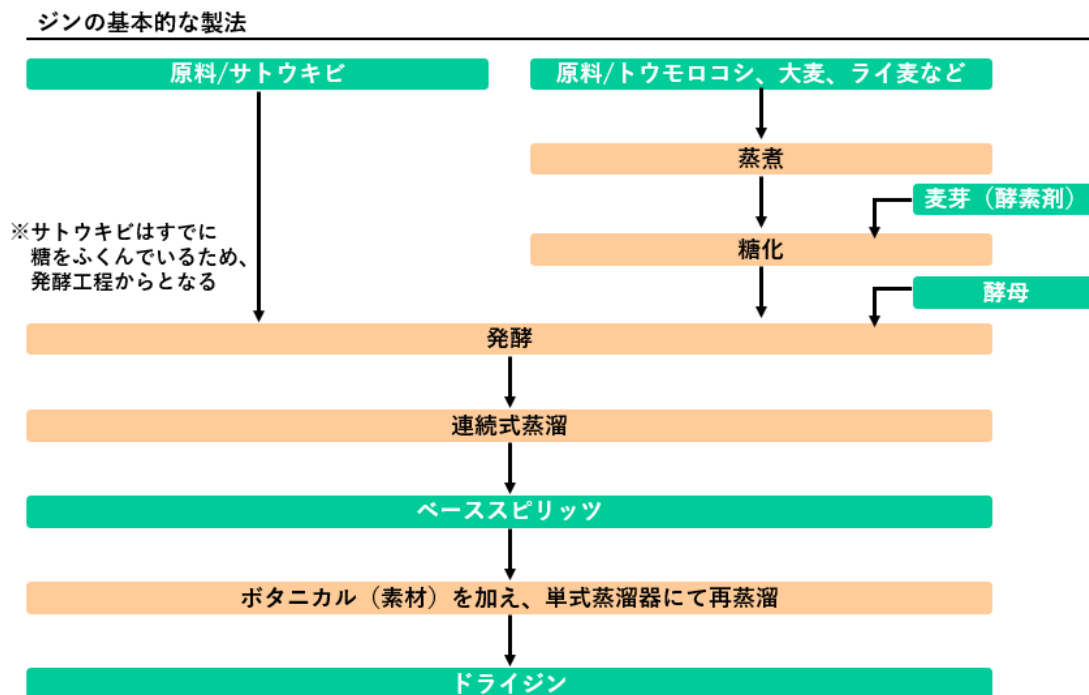 ジンの基本的な製法
原料/サトウキビ
原料/トウモロコシ、大麦、ライ麦など
蒸煮
麦芽（酵素剤）
※サトウキビはすでに
糖をふくんでいるため、
発酵工程からとなる
糖化
酵母
発酵
連続式蒸溜
ベーススピリッツ
ボタニカル（素材）を加え、単式蒸溜器にて再蒸溜
ドライジン